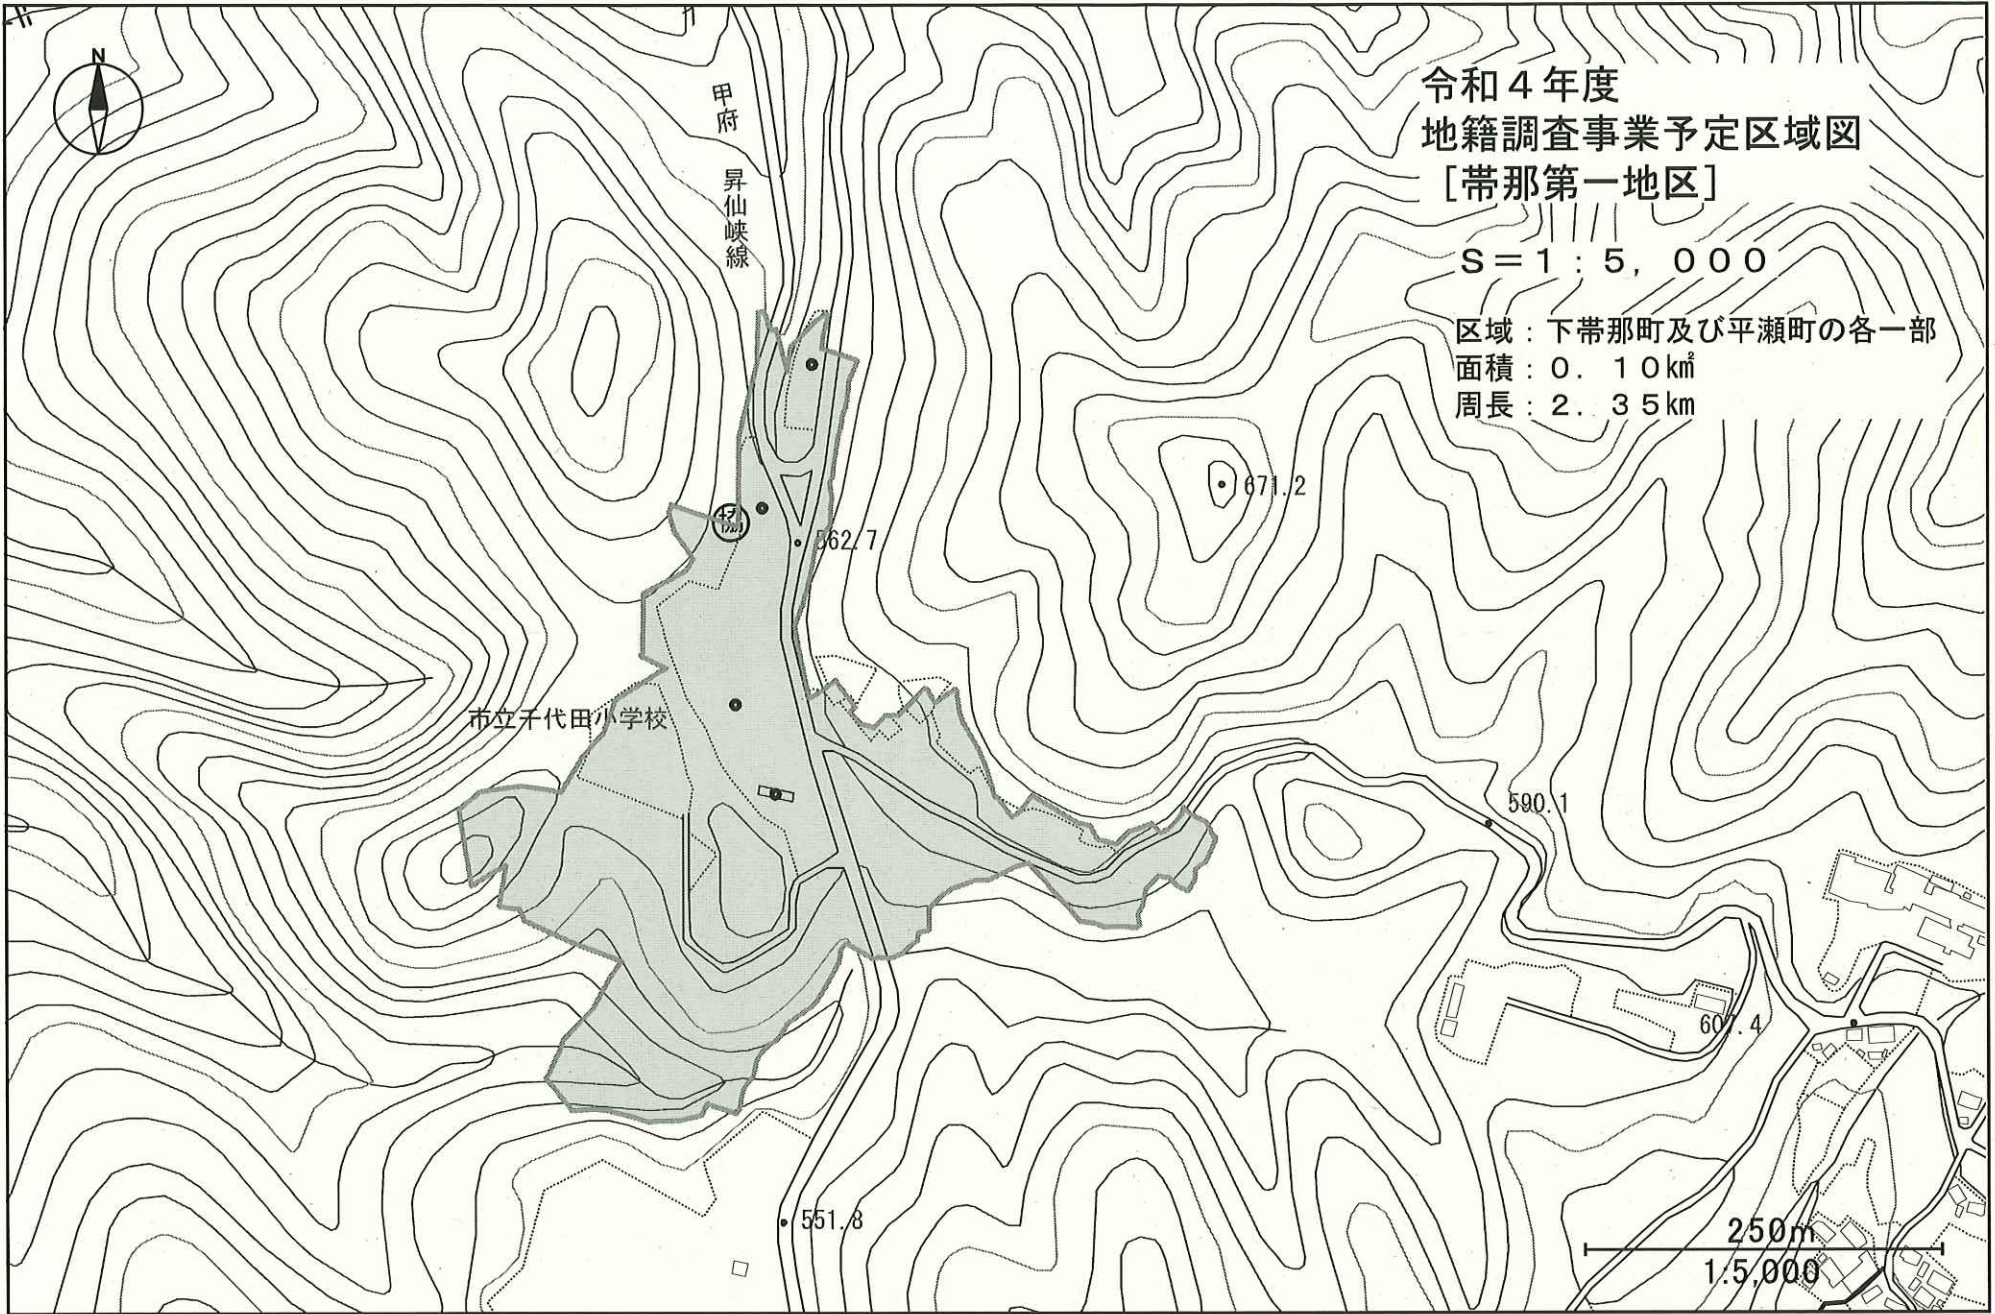 N
令和４年度
地籍調査事業予定区域図
［帯那第一地区］
Ｓ＝１：５，０００
区域：下帯那町及び平瀬町の各一部
面積：０．１０㎢
周長：２．３５㎞
甲府
昇仙峡線
671.2
協
562.7
市立千代田小学校
590.1
607.4
551.8
250m
1:5,000